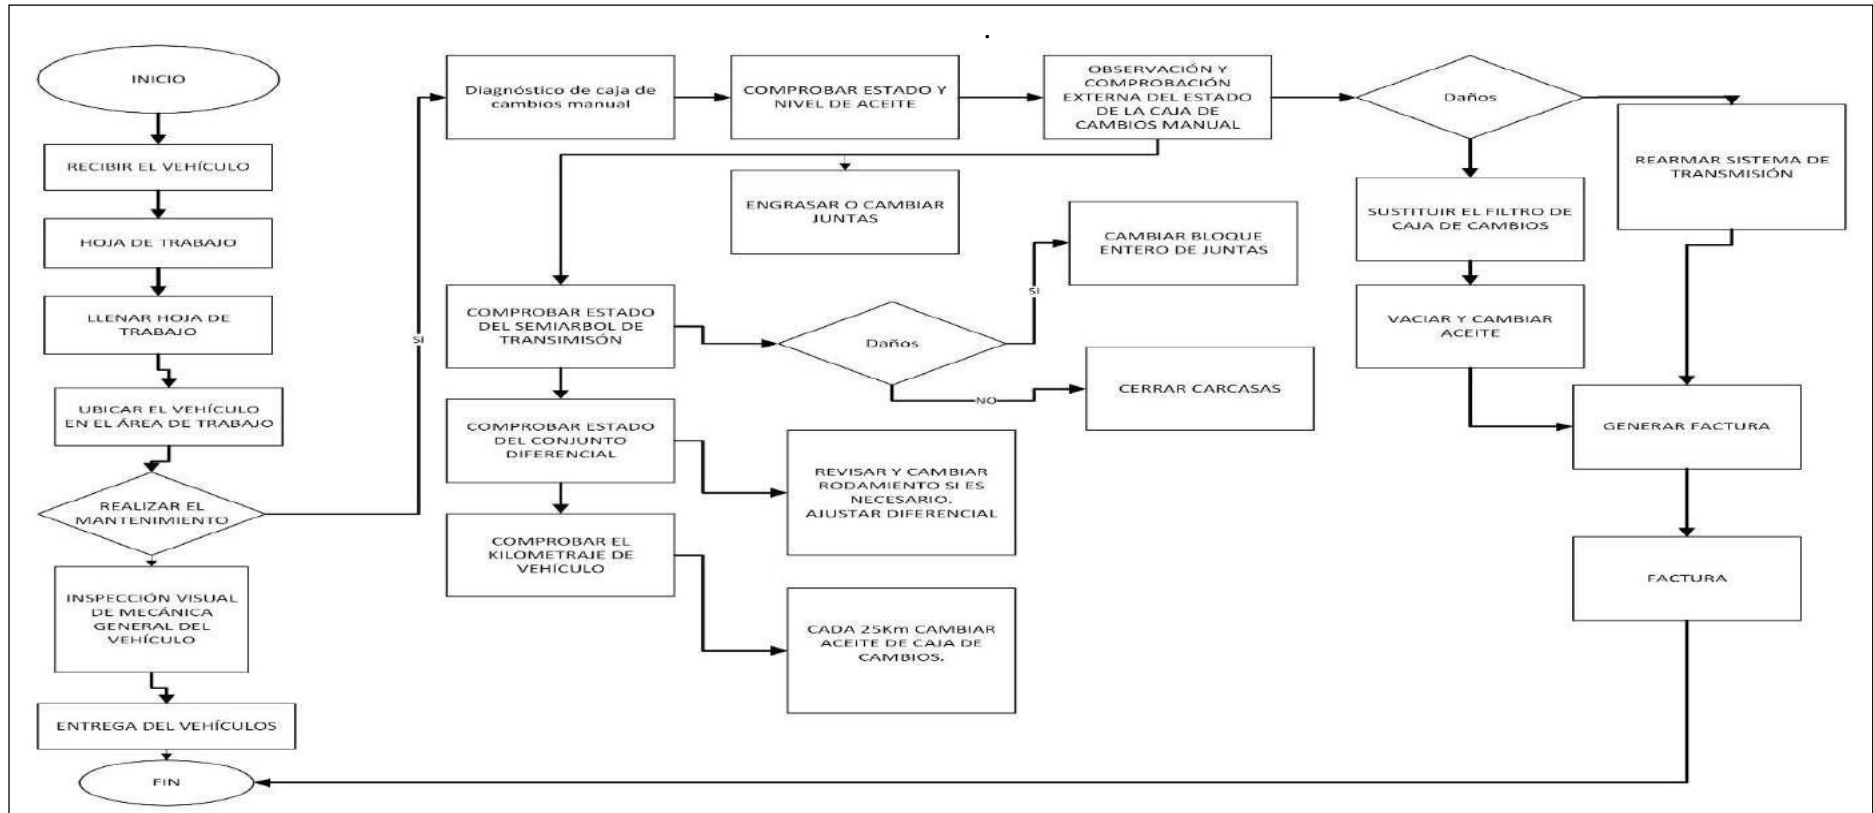 INICIO
RECIBIR EL VEHÍCULO
HOJA DE TRABAJO
LLENAR HOJA DE
TRABAJO
UBICAR EL VEHÍCULO
EN EL ÁREA DE TRABAJO
REALIZAR EL
MANTENIMIENTO
INSPECCIÓN VISUAL
DE MECÁNICA
GENERAL DEL
VEHÍCULO
ENTREGA DEL VEHÍCULOS
FIN
SI
Diagnóstico de caja de
cambios manual
COMPROBAR ESTADO Y
NIVEL DE ACEITE
OBSERVACIÓN Y
COMPROBACIÓN
EXTERNA DEL ESTADO
DE LA CAJA DE
CAMBIOS MANUAL
ENGRASAR O CAMBIAR
JUNTAS
COMPROBAR ESTADO
DEL SEMIARBOL DE
TRANSIMISÓN
Daños
SI
CAMBIAR BLOQUE
ENTERO DE JUNTAS
NO
CERRAR CARCASAS
COMPROBAR ESTADO
DEL CONJUNTO
DIFERENCIAL
REVISAR Y CAMBIAR
RODAMIENTO SI ES
NECESARIO.
AJUSTAR DIFERENCIAL
COMPROBAR EL
KILOMETRAJE DE
VEHÍCULO
CADA 25Km CAMBIAR
ACEITE DE CAJA DE
CAMBIOS.
Daños
SUSTITUIR EL FILTRO DE
CAJA DE CAMBIOS
VACIAR Y CAMBIAR
ACEITE
REARMAR SISTEMA DE
TRANSMISIÓN
GENERAR FACTURA
FACTURA